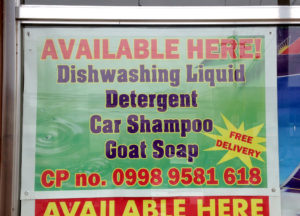 AVAILABLE HERE!
Dishwashing Liquid
Detergent
Car Shampoo
Goat Soap
FREE
DELIVERY
CP no. 0998 9581 618
AVAILABLE HERE